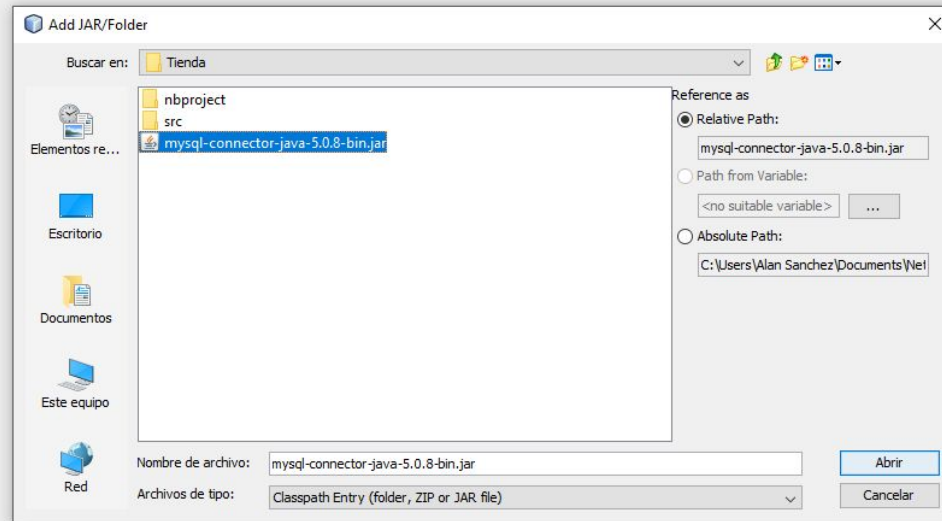 Add JAR/Folder
Buscar en:
Tienda
nbproject
src
mysql-connector-java-5.0.8-bin.jar
Elementos re...
Escritorio
Documentos
Este equipo
Red
Reference as
Relative Path:
mysql-connector-java-5.0.8-bin.jar
Path from Variable:
<no suitable variable>
...
Absolute Path:
C:\Users\Alan Sanchez\Documents\Net
Nombre de archivo:
mysql-connector-java-5.0.8-bin.jar
Abrir
Archivos de tipo:
Classpath Entry (folder, ZIP or JAR file)
Cancelar